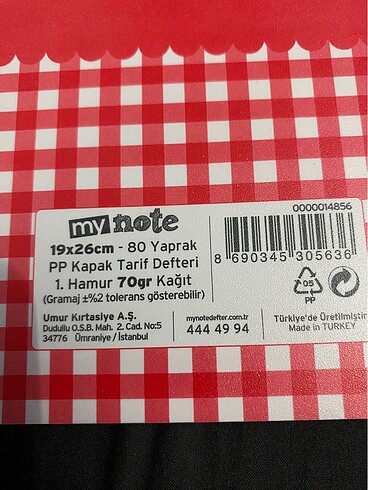 my note
19x26cm - 80 Yaprak
PP Kapak Tarif Defteri
1. Hamur 70gr Kağıt
(Gramaj ±%2 tolerans gösterebilir)
Umur Kırtasiye A.Ş.
Dudullu O.S.B. Mah. 2. Cad. No:5
34776 Ümraniye / İstanbul
mynotedefter.com.tr
444 49 94
0000014856
8 690345 305636
05
PP
Türkiye'de Üretilmiştir
Made in TURKEY